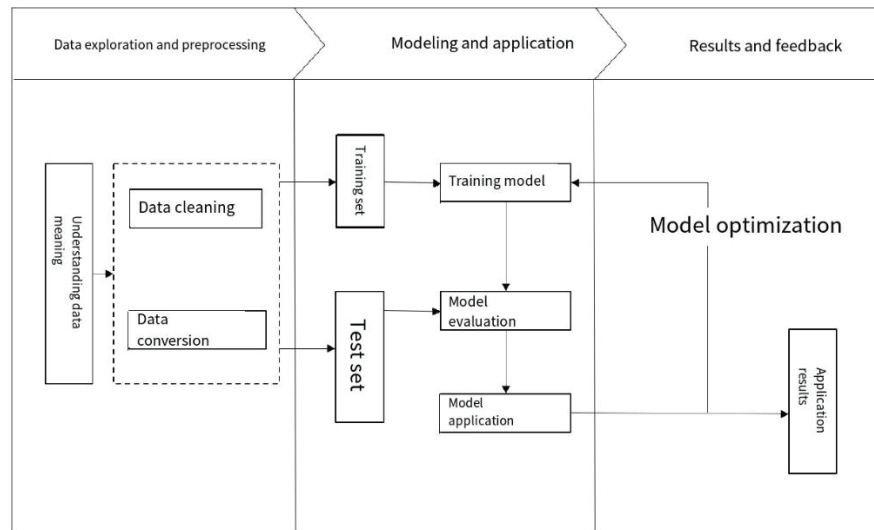 Data exploration and preprocessing
Modeling and application
Results and feedback
Understanding data
meaning
Data cleaning
Data
conversion
Training set
Test set
Training model
Model
evaluation
Model
application
Model optimization
Application
results